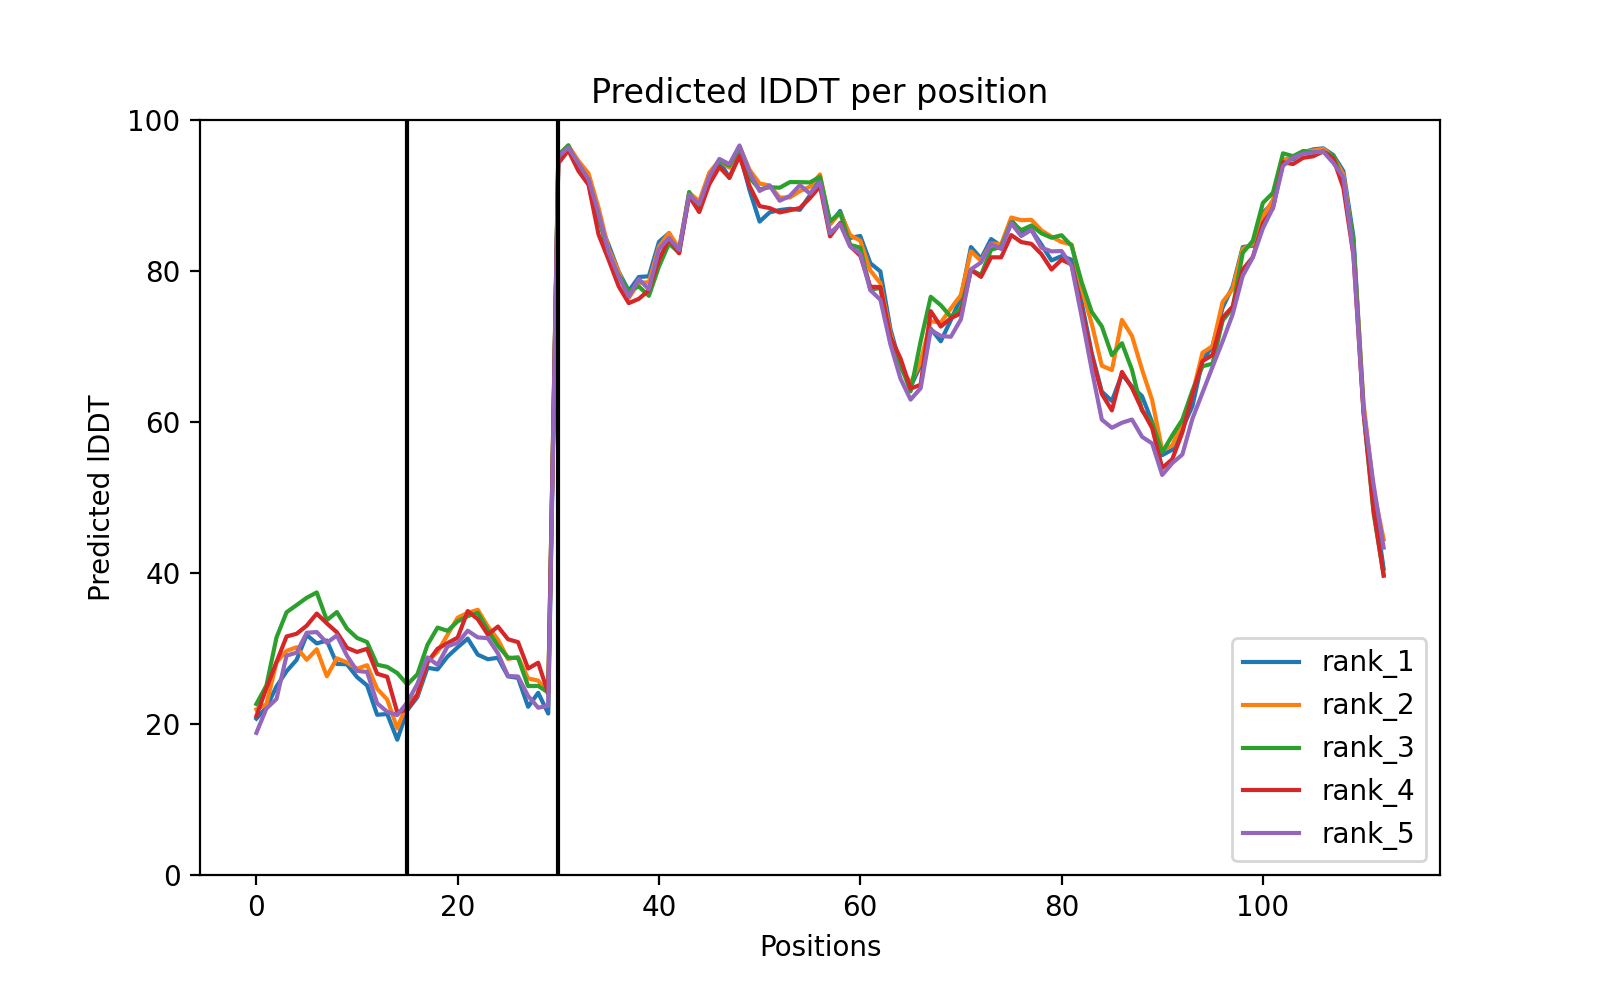 Predicted lDDT per position
100
80
60
40
20
0
Predicted lDDT
0 20 40 60 80 100
Positions
rank_1
rank_2
rank_3
rank_4
rank_5